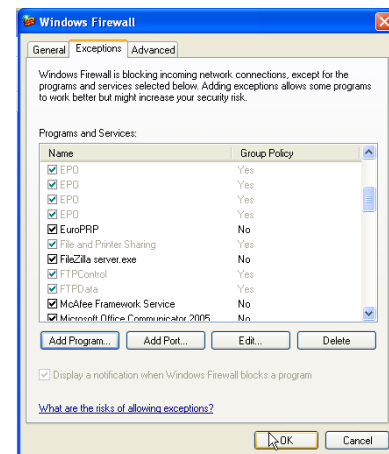 Windows Firewall
General Exceptions Advanced
Windows Firewall is blocking incoming network connections, except for the
programs and services selected below. Adding exceptions allows some programs
to work better but might increase your security risk.
Programs and Services:
Name Group Policy
EPO Yes
EPO Yes
EPO Yes
EPO Yes
EuroPRP No
File and Printer Sharing Yes
FileZilla server.exe No
FTPControl Yes
FTPData Yes
McAfee Framework Service No
Microsoft Office Communicator 2005 No
Add Program... Add Port... Edit... Delete
Display a notification when Windows Firewall blocks a program
What are the risks of allowing exceptions?
OK Cancel